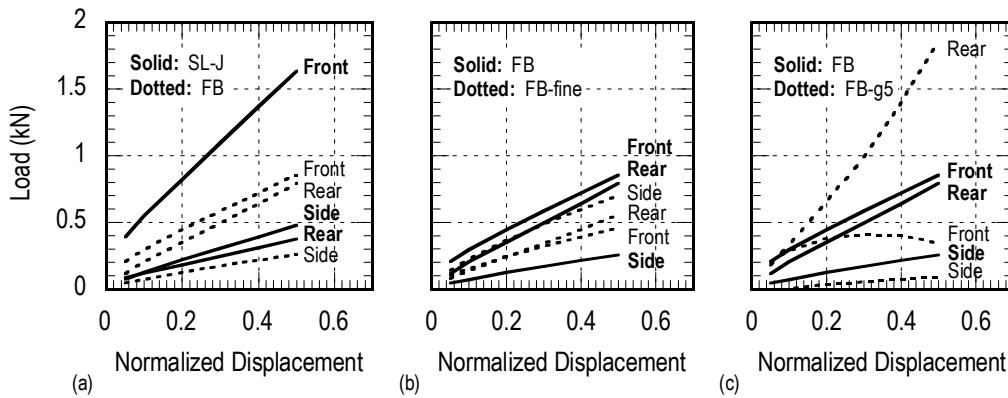 2
1.5
1
0.5
0
Load (kN)
Solid: SL-J
Dotted: FB
Front
Front
Rear
Side
Rear
Side
0 0.2 0.4 0.6
Normalized Displacement
(a)
Solid: FB
Dotted: FB-fine
Front
Rear
Side
Rear
Front
Side
0 0.2 0.4 0.6
Normalized Displacement
(b)
Solid: FB
Dotted: FB-g5
Rear
Front
Rear
Front
Side
Side
0 0.2 0.4 0.6
Normalized Displacement
(c)